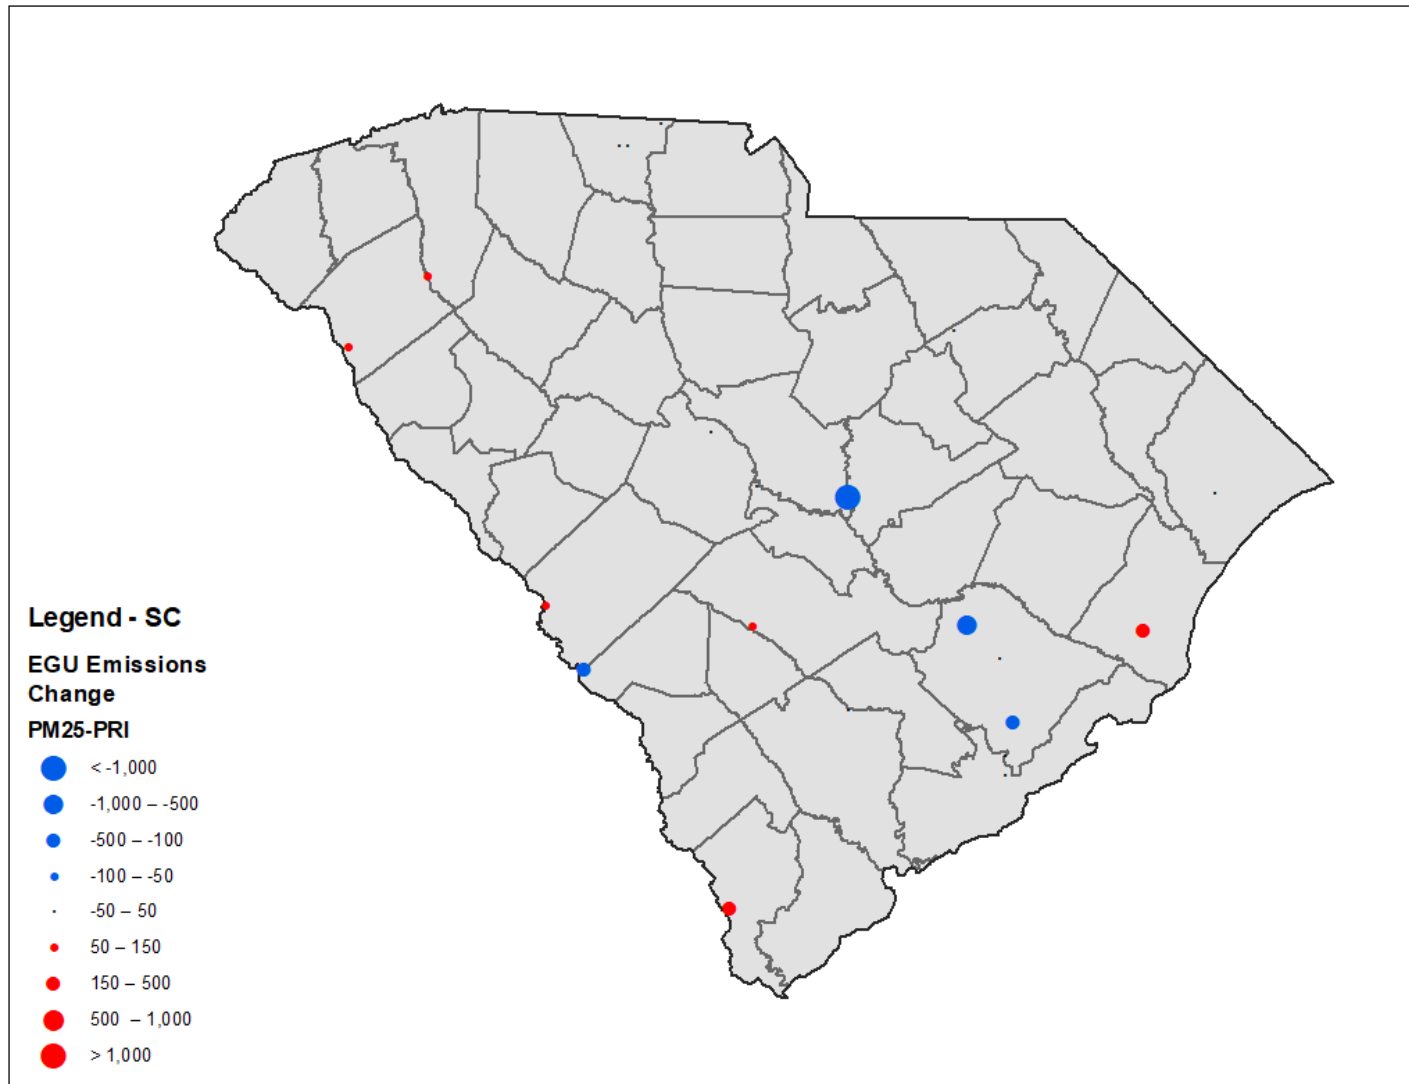 Legend - SC
EGU Emissions
Change
PM25-PRI
< -1,000
-1,000 – -500
-500 – -100
-100 – -50
-50 – 50
50 – 150
150 – 500
500 – 1,000
> 1,000